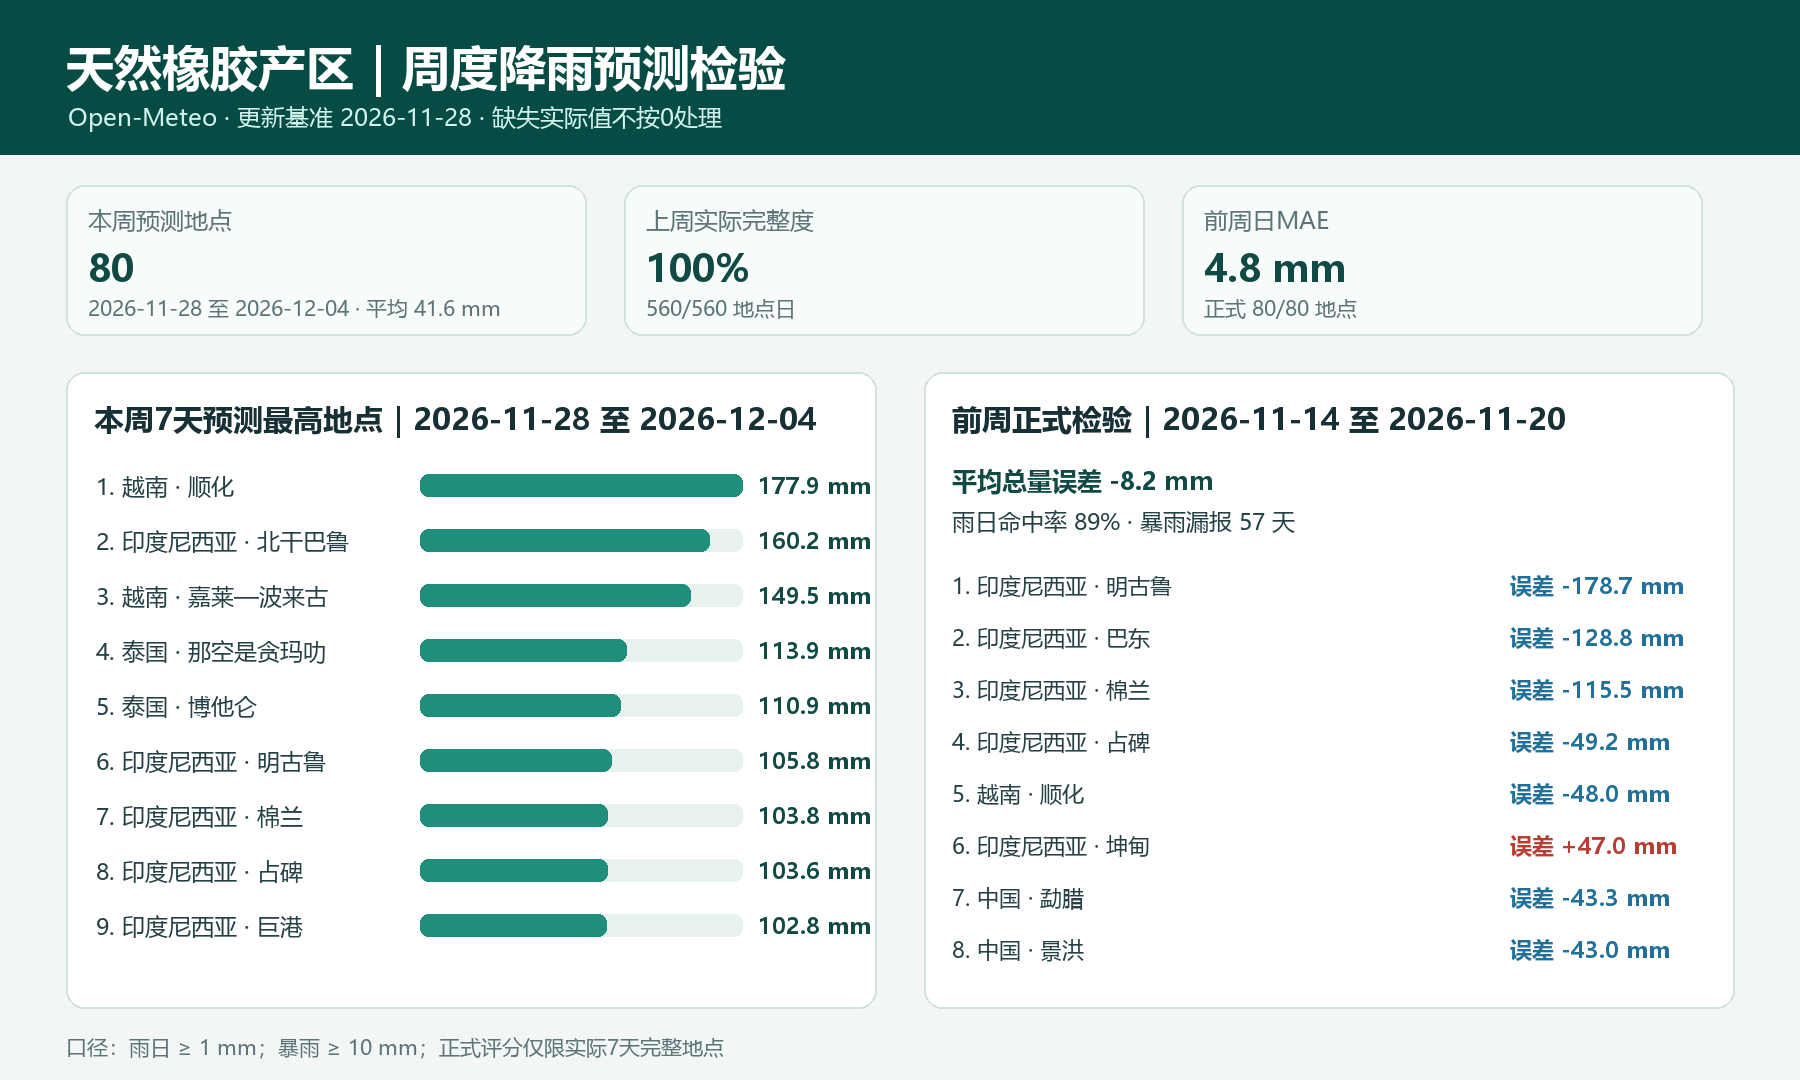 天然橡胶产区｜周度降雨预测检验
Open-Meteo · 更新基准 2026-11-28 · 缺失实际值不按0处理
本周预测地点
80
2026-11-28 至 2026-12-04 · 平均 41.6 mm
上周实际完整度
100%
560/560 地点日
前周日MAE
4.8 mm
正式 80/80 地点
本周7天预测最高地点｜2026-11-28 至 2026-12-04
1. 越南 · 顺化 177.9 mm
2. 印度尼西亚 · 北干巴鲁 160.2 mm
3. 越南 · 嘉莱—波来古 149.5 mm
4. 泰国 · 那空是贪玛叻 113.9 mm
5. 泰国 · 博他仑 110.9 mm
6. 印度尼西亚 · 明古鲁 105.8 mm
7. 印度尼西亚 · 棉兰 103.8 mm
8. 印度尼西亚 · 占碑 103.6 mm
9. 印度尼西亚 · 巨港 102.8 mm
前周正式检验｜2026-11-14 至 2026-11-20
平均总量误差 -8.2 mm
雨日命中率 89% · 暴雨漏报 57 天
1. 印度尼西亚 · 明古鲁 误差 -178.7 mm
2. 印度尼西亚 · 巴东 误差 -128.8 mm
3. 印度尼西亚 · 棉兰 误差 -115.5 mm
4. 印度尼西亚 · 占碑 误差 -49.2 mm
5. 越南 · 顺化 误差 -48.0 mm
6. 印度尼西亚 · 坤甸 误差 +47.0 mm
7. 中国 · 勐腊 误差 -43.3 mm
8. 中国 · 景洪 误差 -43.0 mm
口径：雨日 ≥ 1 mm；暴雨 ≥ 10 mm；正式评分仅限实际7天完整地点